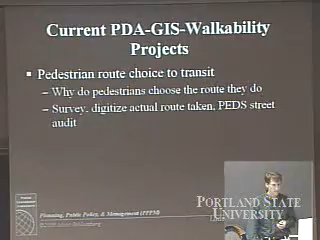 Current PDA-GIS-Walkability
Projects
▪ Pedestrian route choice to transit
– Why do pedestrians choose the route they do
– Survey: digitize actual route taken, PEDS street
audit
PORTLAND STATE
UNIVERSITY
Planning, Public Policy, & Management (PPPM)